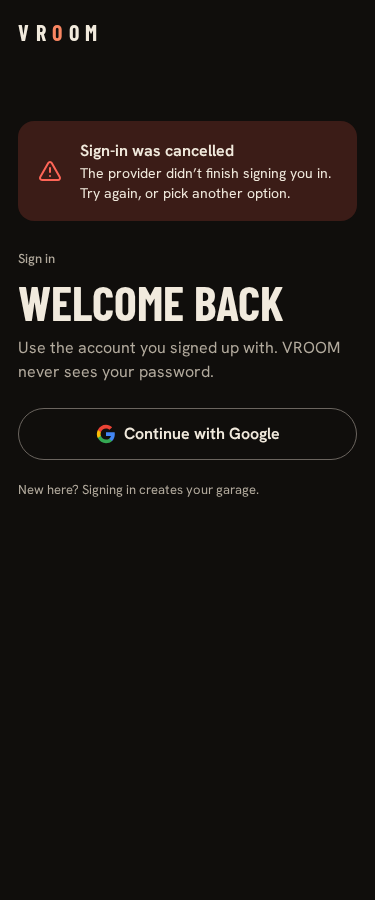 VROOM
Sign-in was cancelled
The provider didn’t finish signing you in.
Try again, or pick another option.
Sign in
WELCOME BACK
Use the account you signed up with. VROOM
never sees your password.
Continue with Google
New here? Signing in creates your garage.